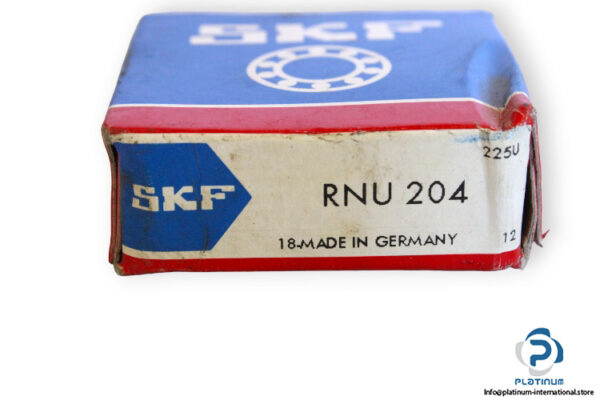 SKF
225U
SKF
RNU 204
18-MADE IN GERMANY
12
P
PLATINUM
Info@platinum-international.store